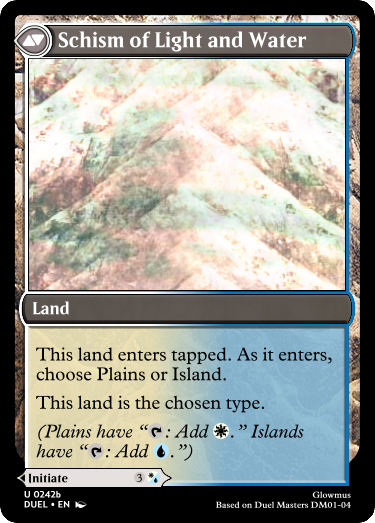 Schism of Light and Water
Land
This land enters tapped. As it enters,
choose Plains or Island.
This land is the chosen type.
(Plains have “: Add .” Islands
have “: Add .”)
Initiate 3
U 0242b
DUEL • EN
Glowmus
Based on Duel Masters DM01-04